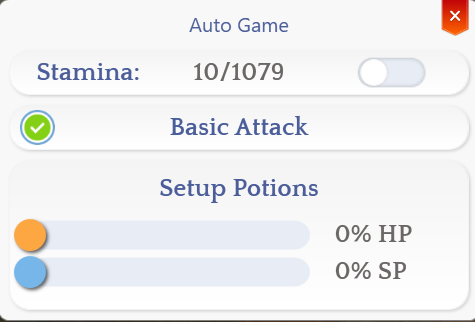 Auto Game
Stamina: 10/1079
Basic Attack
Setup Potions
0% HP
0% SP